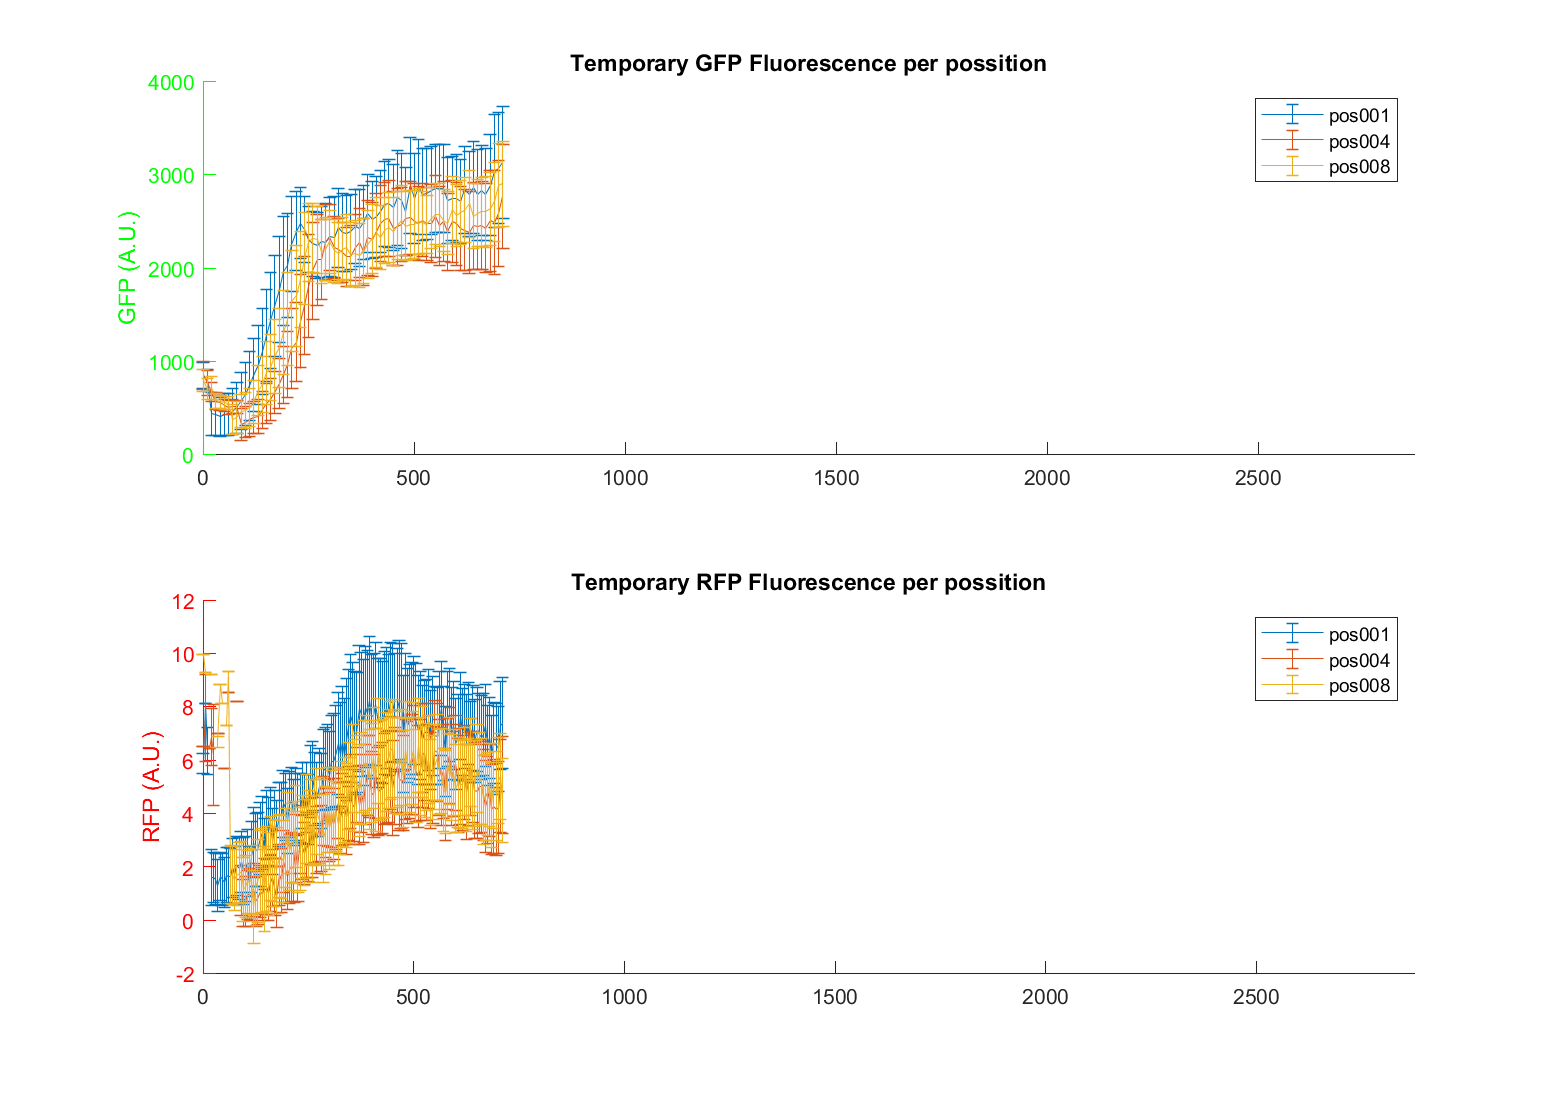 Temporary GFP Fluorescence per possition
4000
3000
2000
1000
0
GFP (A.U.)
0 500 1000 1500 2000 2500
pos001
pos004
pos008
Temporary RFP Fluorescence per possition
12
10
8
6
4
2
0
-2
RFP (A.U.)
0 500 1000 1500 2000 2500
pos001
pos004
pos008